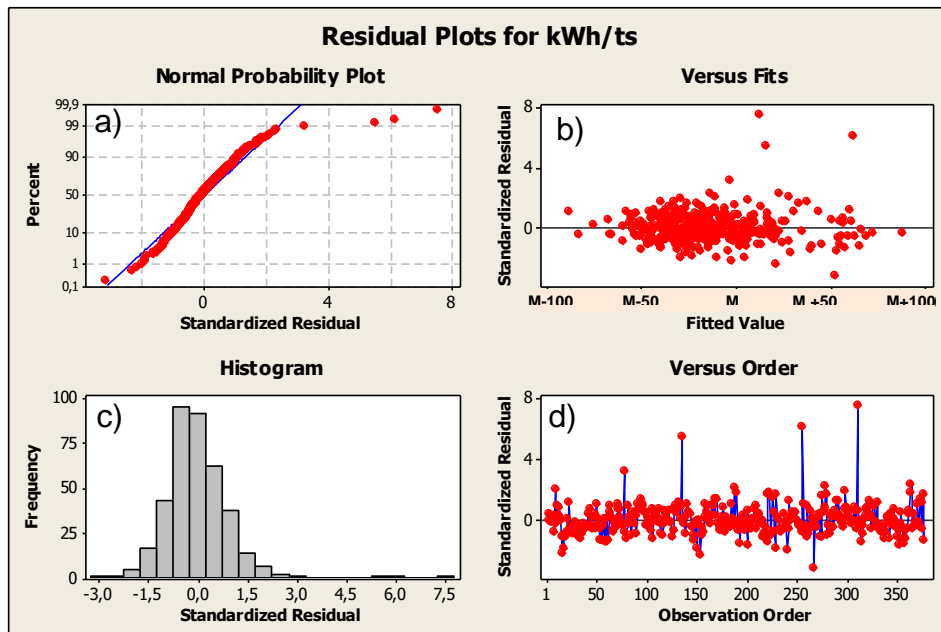 Residual Plots for kWh/ts
Normal Probability Plot
a)
99,9
99
90
50
10
1
0,1
Percent
0 4 8
Standardized Residual
Versus Fits
b)
8
4
0
Standardized Residual
M-100 M-50 M M +50 M+100
Fitted Value
Histogram
c)
100
75
50
25
0
Frequency
-3,0 -1,5 0,0 1,5 3,0 4,5 6,0 7,5
Standardized Residual
Versus Order
d)
8
4
0
Standardized Residual
1 50 100 150 200 250 300 350
Observation Order